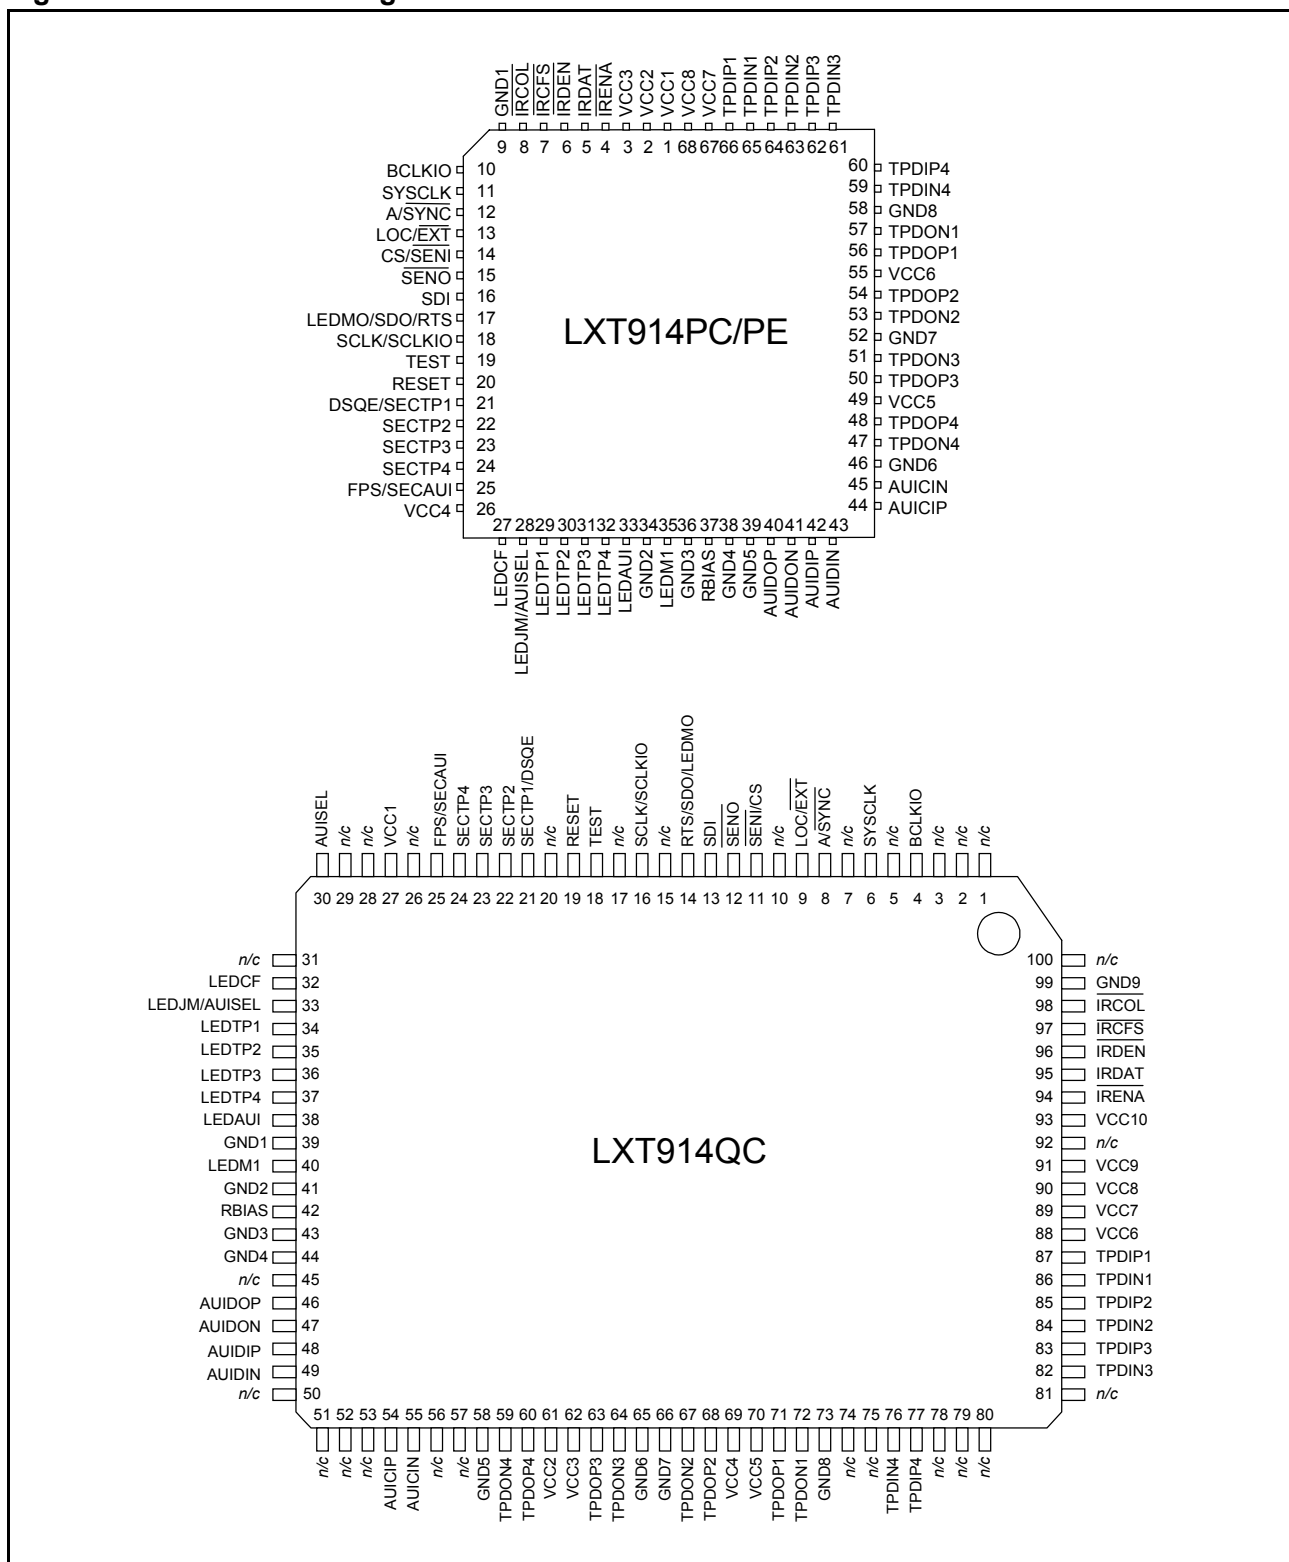 GND1
IRCOL
IRCFS
IRDEN
IRDAT
IRENA
VCC3
VCC2
VCC1
VCC8
VCC7
TPDIP1
TPDIN1
TPDIP2
TPDIN2
TPDIP3
TPDIN3
9 8 7 6 5 4 3 2 1 68 67 66 65 64 63 62 61
BCLKIO 10
SYSCLK 11
A/SYNC 12
LOC/EXT 13
CS/SENI 14
SENO 15
SDI 16
LEDMO/SDO/RTS 17
SCLK/SCLKIO 18
TEST 19
RESET 20
DSQE/SECTP1 21
SECTP2 22
SECTP3 23
SECTP4 24
FPS/SECAUI 25
VCC4 26
LXT914PC/PE
60 TPDIP4
59 TPDIN4
58 GND8
57 TPDON1
56 TPDOP1
55 VCC6
54 TPDOP2
53 TPDON2
52 GND7
51 TPDON3
50 TPDOP3
49 VCC5
48 TPDOP4
47 TPDON4
46 GND6
45 AUICIN
44 AUICIP
27 28 29 30 31 32 33 34 35 36 37 38 39 40 41 42 43
LEDCF
LEDJM/AUISEL
LEDTP1
LEDTP2
LEDTP3
LEDTP4
LEDAUI
GND2
LEDM1
GND3
RBIAS
GND4
GND5
AUIDOP
AUIDON
AUIDIP
AUIDIN
AUISEL
n/c
n/c
VCC1
n/c
FPS/SECAUI
SECTP4
SECTP3
SECTP2
SECTP1/DSQE
n/c
RESET
TEST
n/c
SCLK/SCLKIO
n/c
RTS/SDO/LEDMO
SDI
SENO
SENI/CS
n/c
LOC/EXT
A/SYNC
n/c
SYSCLK
n/c
BCLKIO
n/c
n/c
n/c
30 29 28 27 26 25 24 23 22 21 20 19 18 17 16 15 14 13 12 11 10 9 8 7 6 5 4 3 2 1
n/c 31
LEDCF 32
LEDJM/AUISEL 33
LEDTP1 34
LEDTP2 35
LEDTP3 36
LEDTP4 37
LEDAUI 38
GND1 39
LEDM1 40
GND2 41
RBIAS 42
GND3 43
GND4 44
n/c 45
AUIDOP 46
AUIDON 47
AUIDIP 48
AUIDIN 49
n/c 50
LXT914QC
100 n/c
99 GND9
98 IRCOL
97 IRCFS
96 IRDEN
95 IRDAT
94 IRENA
93 VCC10
92 n/c
91 VCC9
90 VCC8
89 VCC7
88 VCC6
87 TPDIP1
86 TPDIN1
85 TPDIP2
84 TPDIN2
83 TPDIP3
82 TPDIN3
81 n/c
51 52 53 54 55 56 57 58 59 60 61 62 63 64 65 66 67 68 69 70 71 72 73 74 75 76 77 78 79 80
n/c
n/c
n/c
AUICIP
AUICIN
n/c
n/c
GND5
TPDON4
TPDOP4
VCC2
VCC3
TPDOP3
TPDON3
GND6
GND7
TPDON2
TPDOP2
VCC4
VCC5
TPDOP1
TPDON1
GND8
n/c
n/c
TPDIN4
TPDIP4
n/c
n/c
n/c